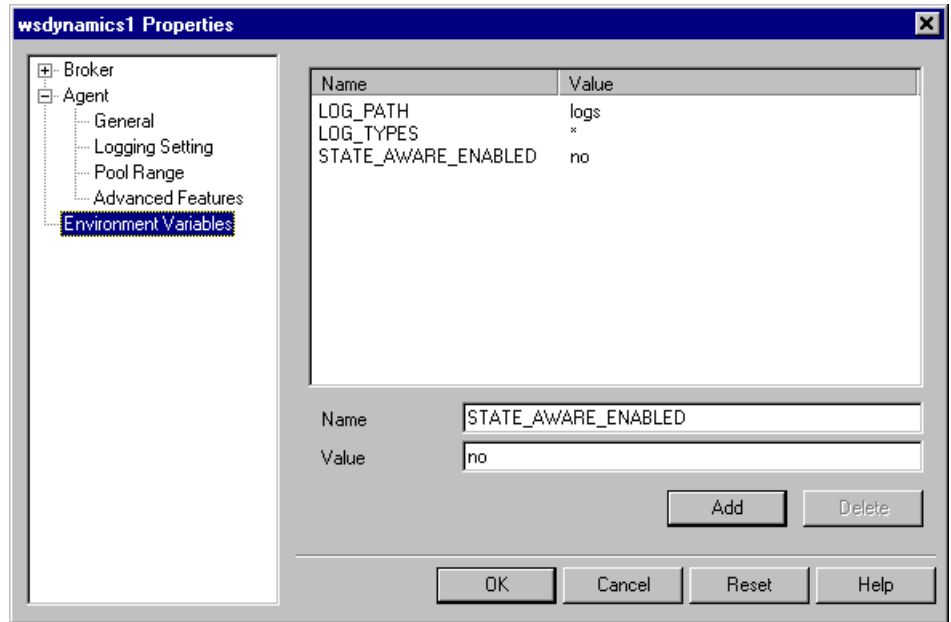 wsdynamics1 Properties
Broker
Agent
General
Logging Setting
Pool Range
Advanced Features
Environment Variables
Name Value
LOG_PATH logs
LOG_TYPES *
STATE_AWARE_ENABLED no
Name STATE_AWARE_ENABLED
Value no
Add Delete
OK Cancel Reset Help